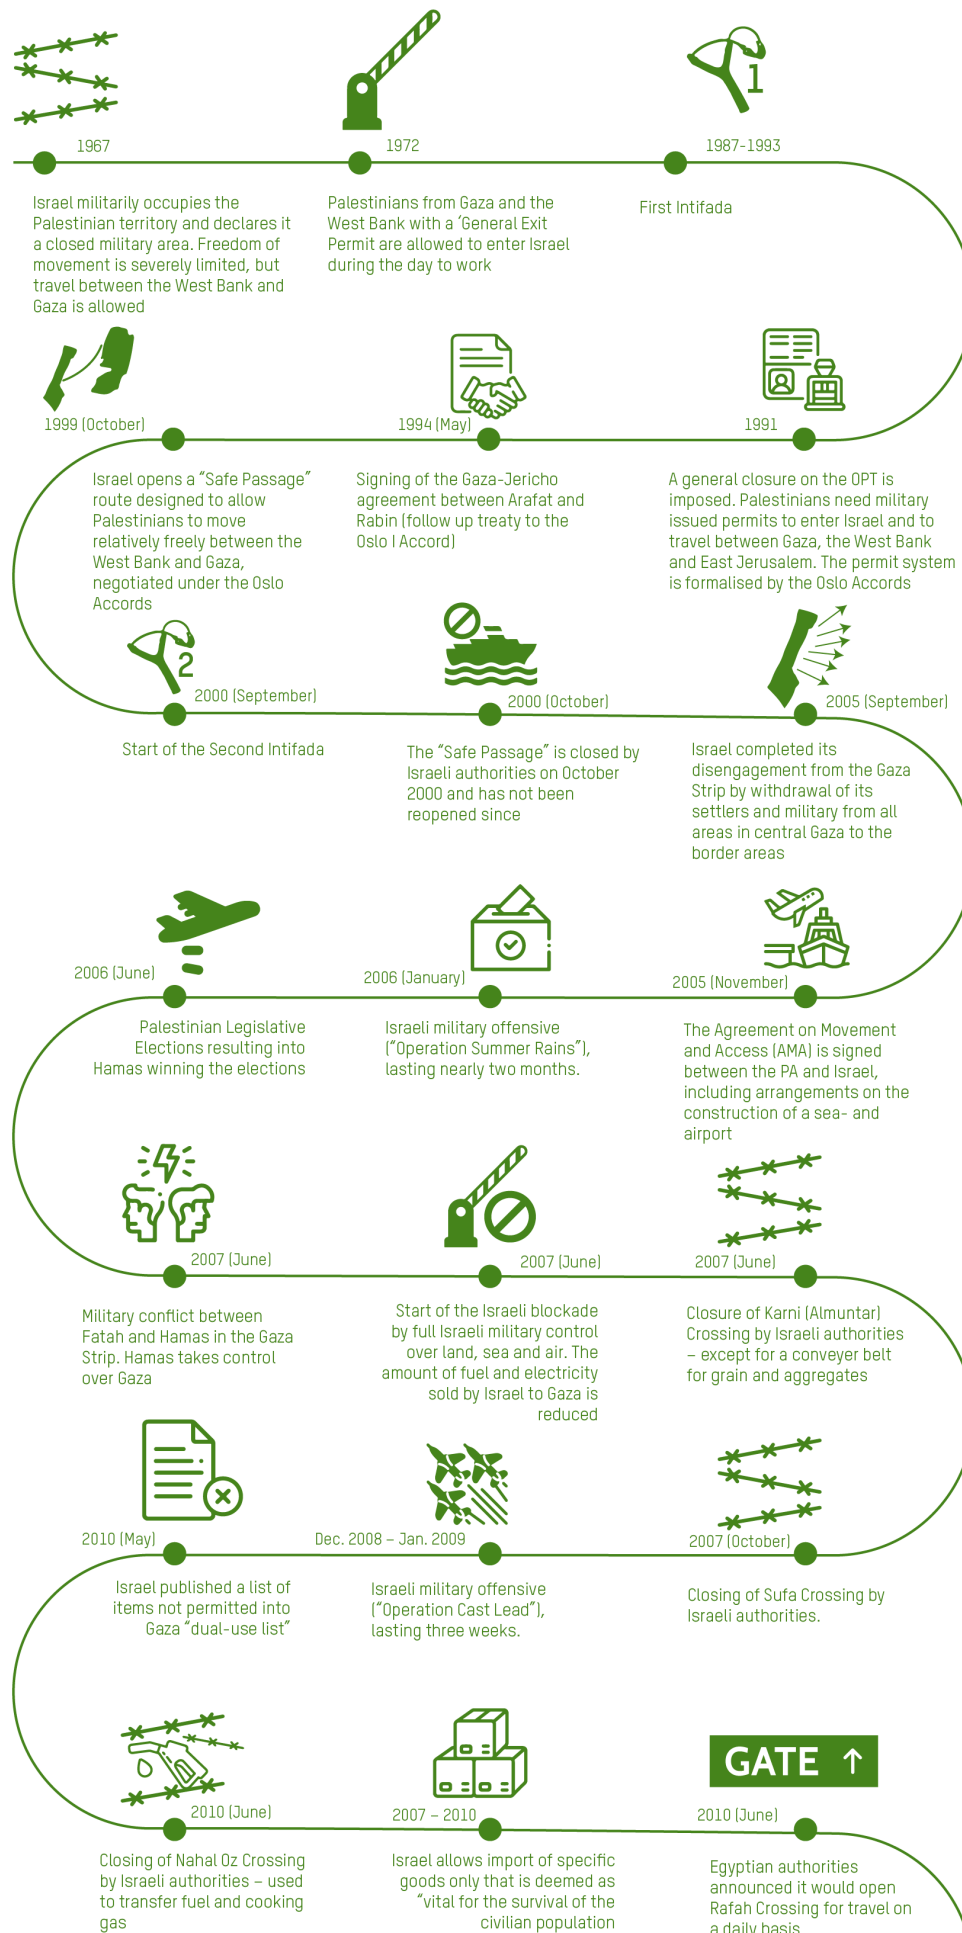 1967
Israel militarily occupies the
Palestinian territory and declares it
a closed military area. Freedom of
movement is severely limited, but
travel between the West Bank and
Gaza is allowed
1972
Palestinians from Gaza and the
West Bank with a ‘General Exit
Permit are allowed to enter Israel
during the day to work
1
1987-1993
First Intifada
1991
A general closure on the OPT is
imposed. Palestinians need military
issued permits to enter Israel and to
travel between Gaza, the West Bank
and East Jerusalem. The permit system
is formalised by the Oslo Accords
1994 (May)
Signing of the Gaza-Jericho
agreement between Arafat and
Rabin (follow up treaty to the
Oslo I Accord)
1999 (October)
Israel opens a “Safe Passage”
route designed to allow
Palestinians to move
relatively freely between the
West Bank and Gaza,
negotiated under the Oslo
Accords
2
2000 (September)
Start of the Second Intifada
2000 (October)
The “Safe Passage” is closed by
Israeli authorities on October
2000 and has not been
reopened since
2005 (September)
Israel completed its
disengagement from the Gaza
Strip by withdrawal of its
settlers and military from all
areas in central Gaza to the
border areas
2005 (November)
The Agreement on Movement
and Access (AMA) is signed
between the PA and Israel,
including arrangements on the
construction of a sea- and
airport
2006 (January)
Israeli military offensive
(“Operation Summer Rains”),
lasting nearly two months.
2006 (June)
Palestinian Legislative
Elections resulting into
Hamas winning the elections
2007 (June)
Military conflict between
Fatah and Hamas in the Gaza
Strip. Hamas takes control
over Gaza
2007 (June)
Start of the Israeli blockade
by full Israeli military control
over land, sea and air. The
amount of fuel and electricity
sold by Israel to Gaza is
reduced
2007 (June)
Closure of Karni (Almuntar)
Crossing by Israeli authorities
– except for a conveyer belt
for grain and aggregates
2007 (October)
Closing of Sufa Crossing by
Israeli authorities.
Dec. 2008 – Jan. 2009
Israeli military offensive
(“Operation Cast Lead”),
lasting three weeks.
2010 (May)
Israel published a list of
items not permitted into
Gaza “dual-use list”
2010 (June)
Closing of Nahal Oz Crossing
by Israeli authorities – used
to transfer fuel and cooking
gas
2007 – 2010
Israel allows import of specific
goods only that is deemed as
“vital for the survival of the
civilian population
GATE ↑
2010 (June)
Egyptian authorities
announced it would open
Rafah Crossing for travel on
a daily basis